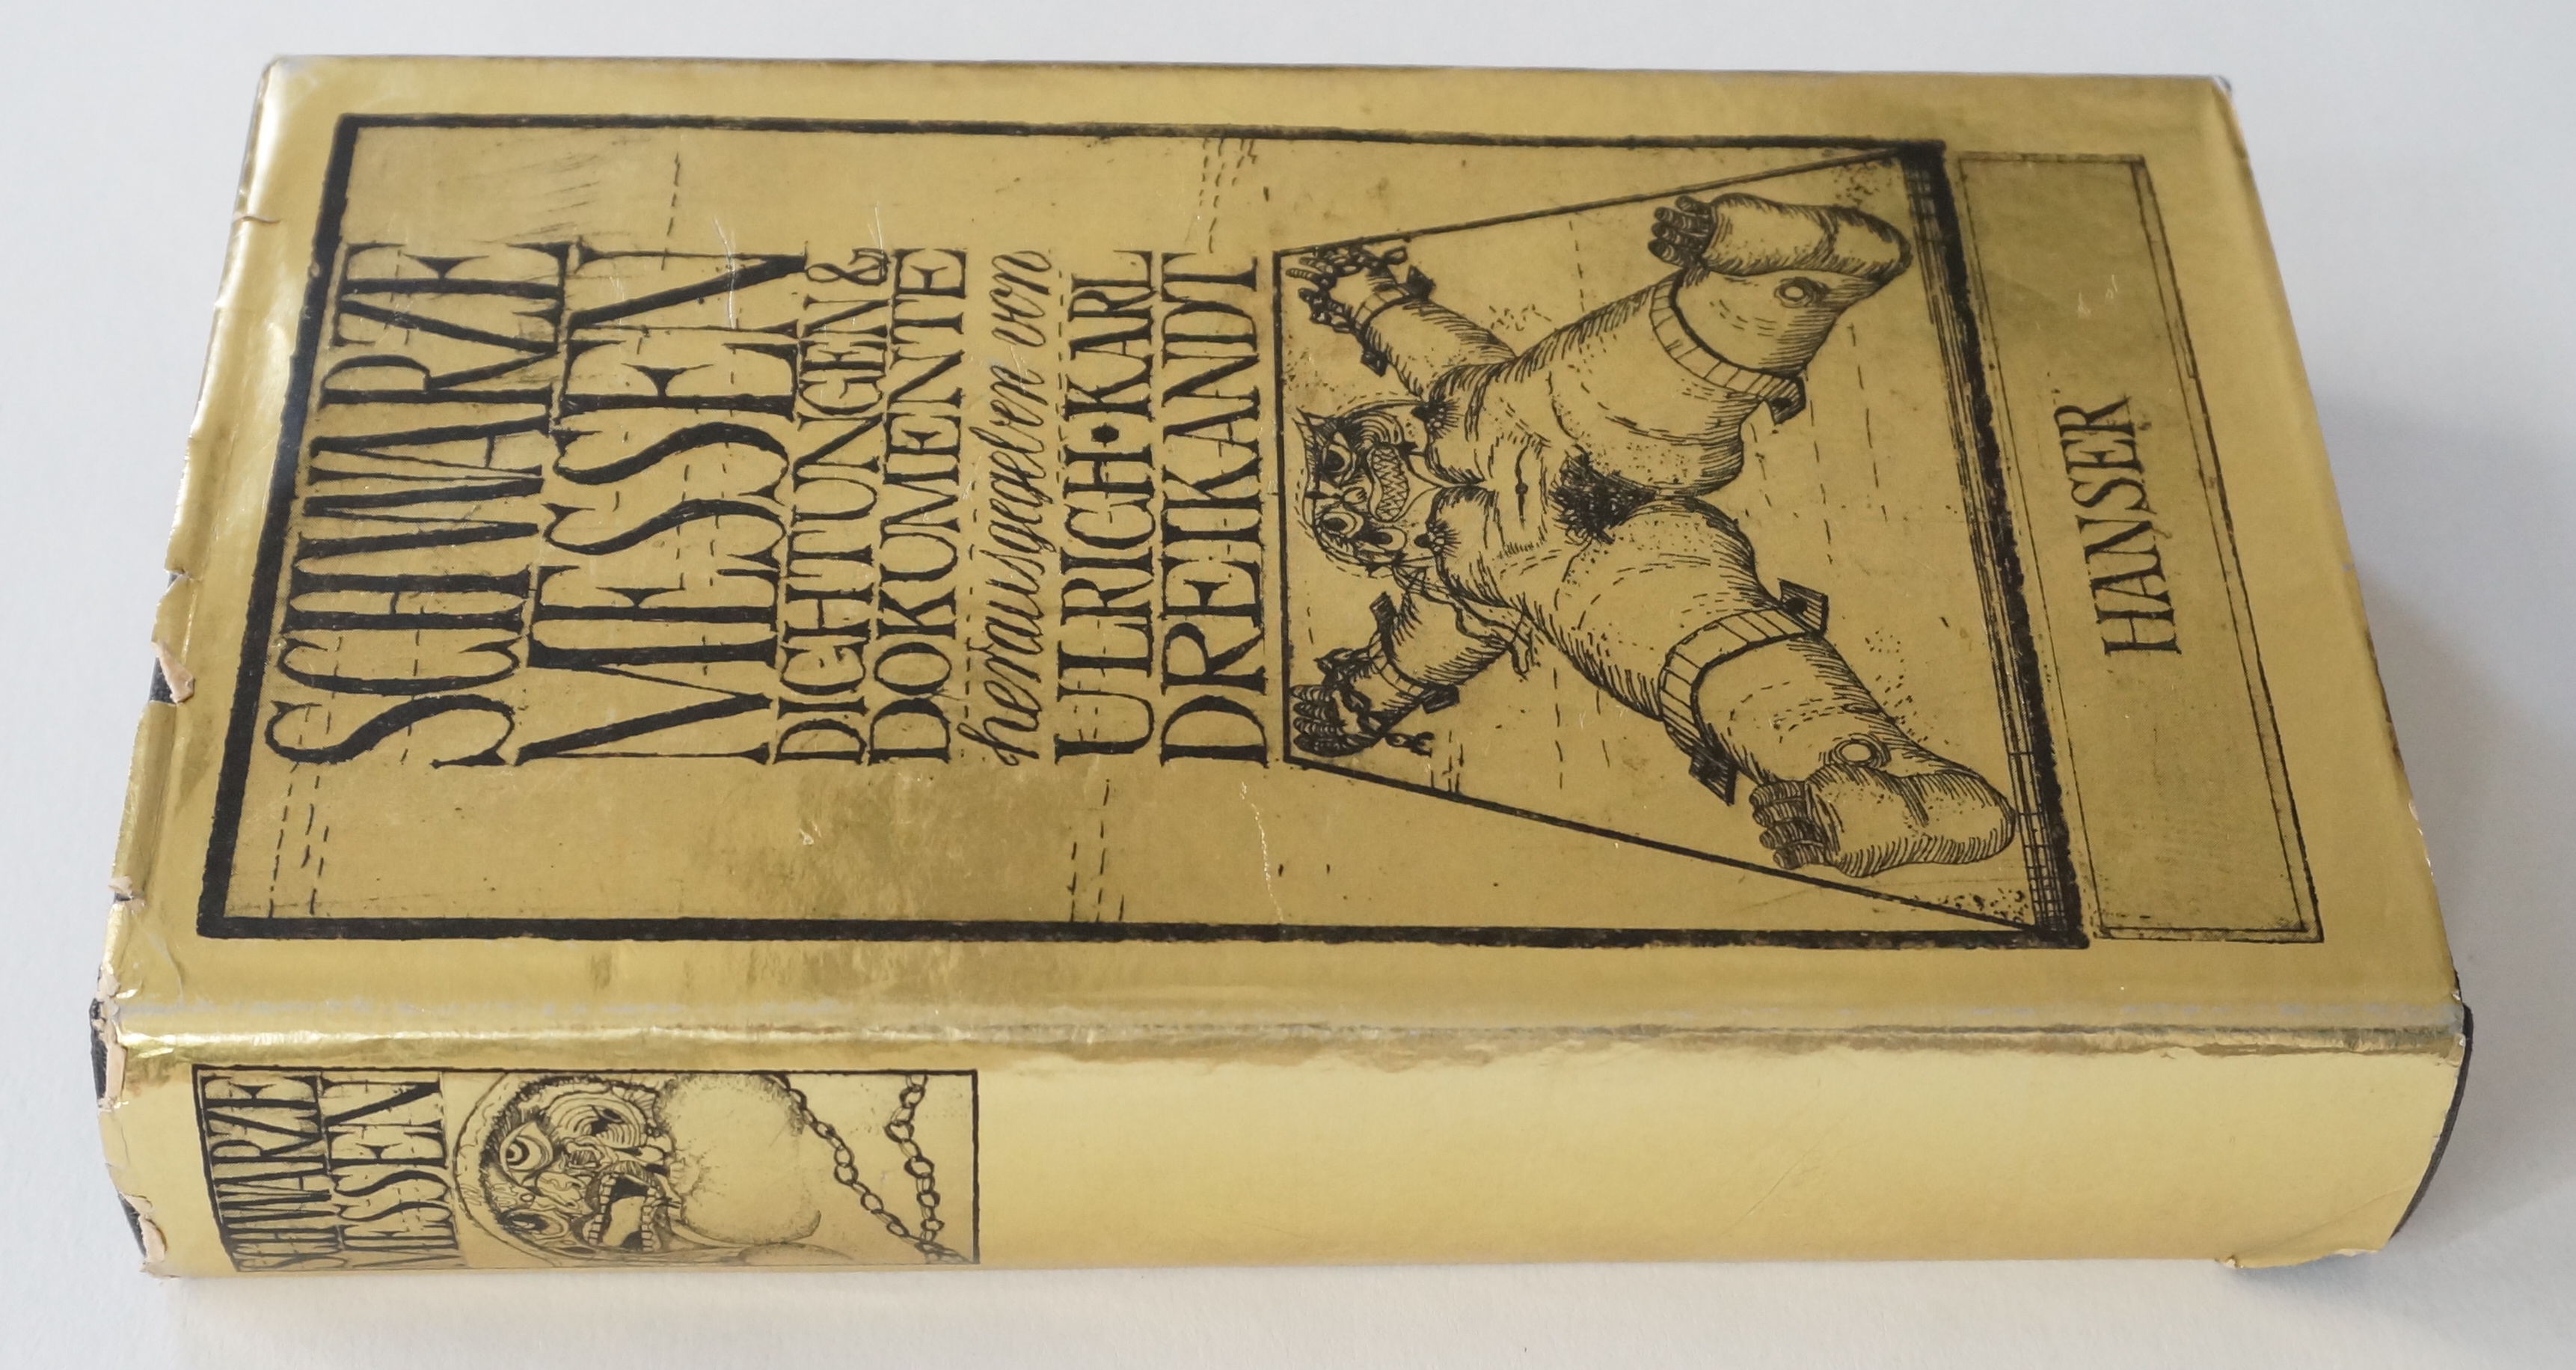 SCHWARZE
MESSEN
DICHTUNGEN &
DOKUMENTE
herausgegeben von
ULRICH·KARL
DREIKANDT
HANSER
SCHWARZE
MESSEN